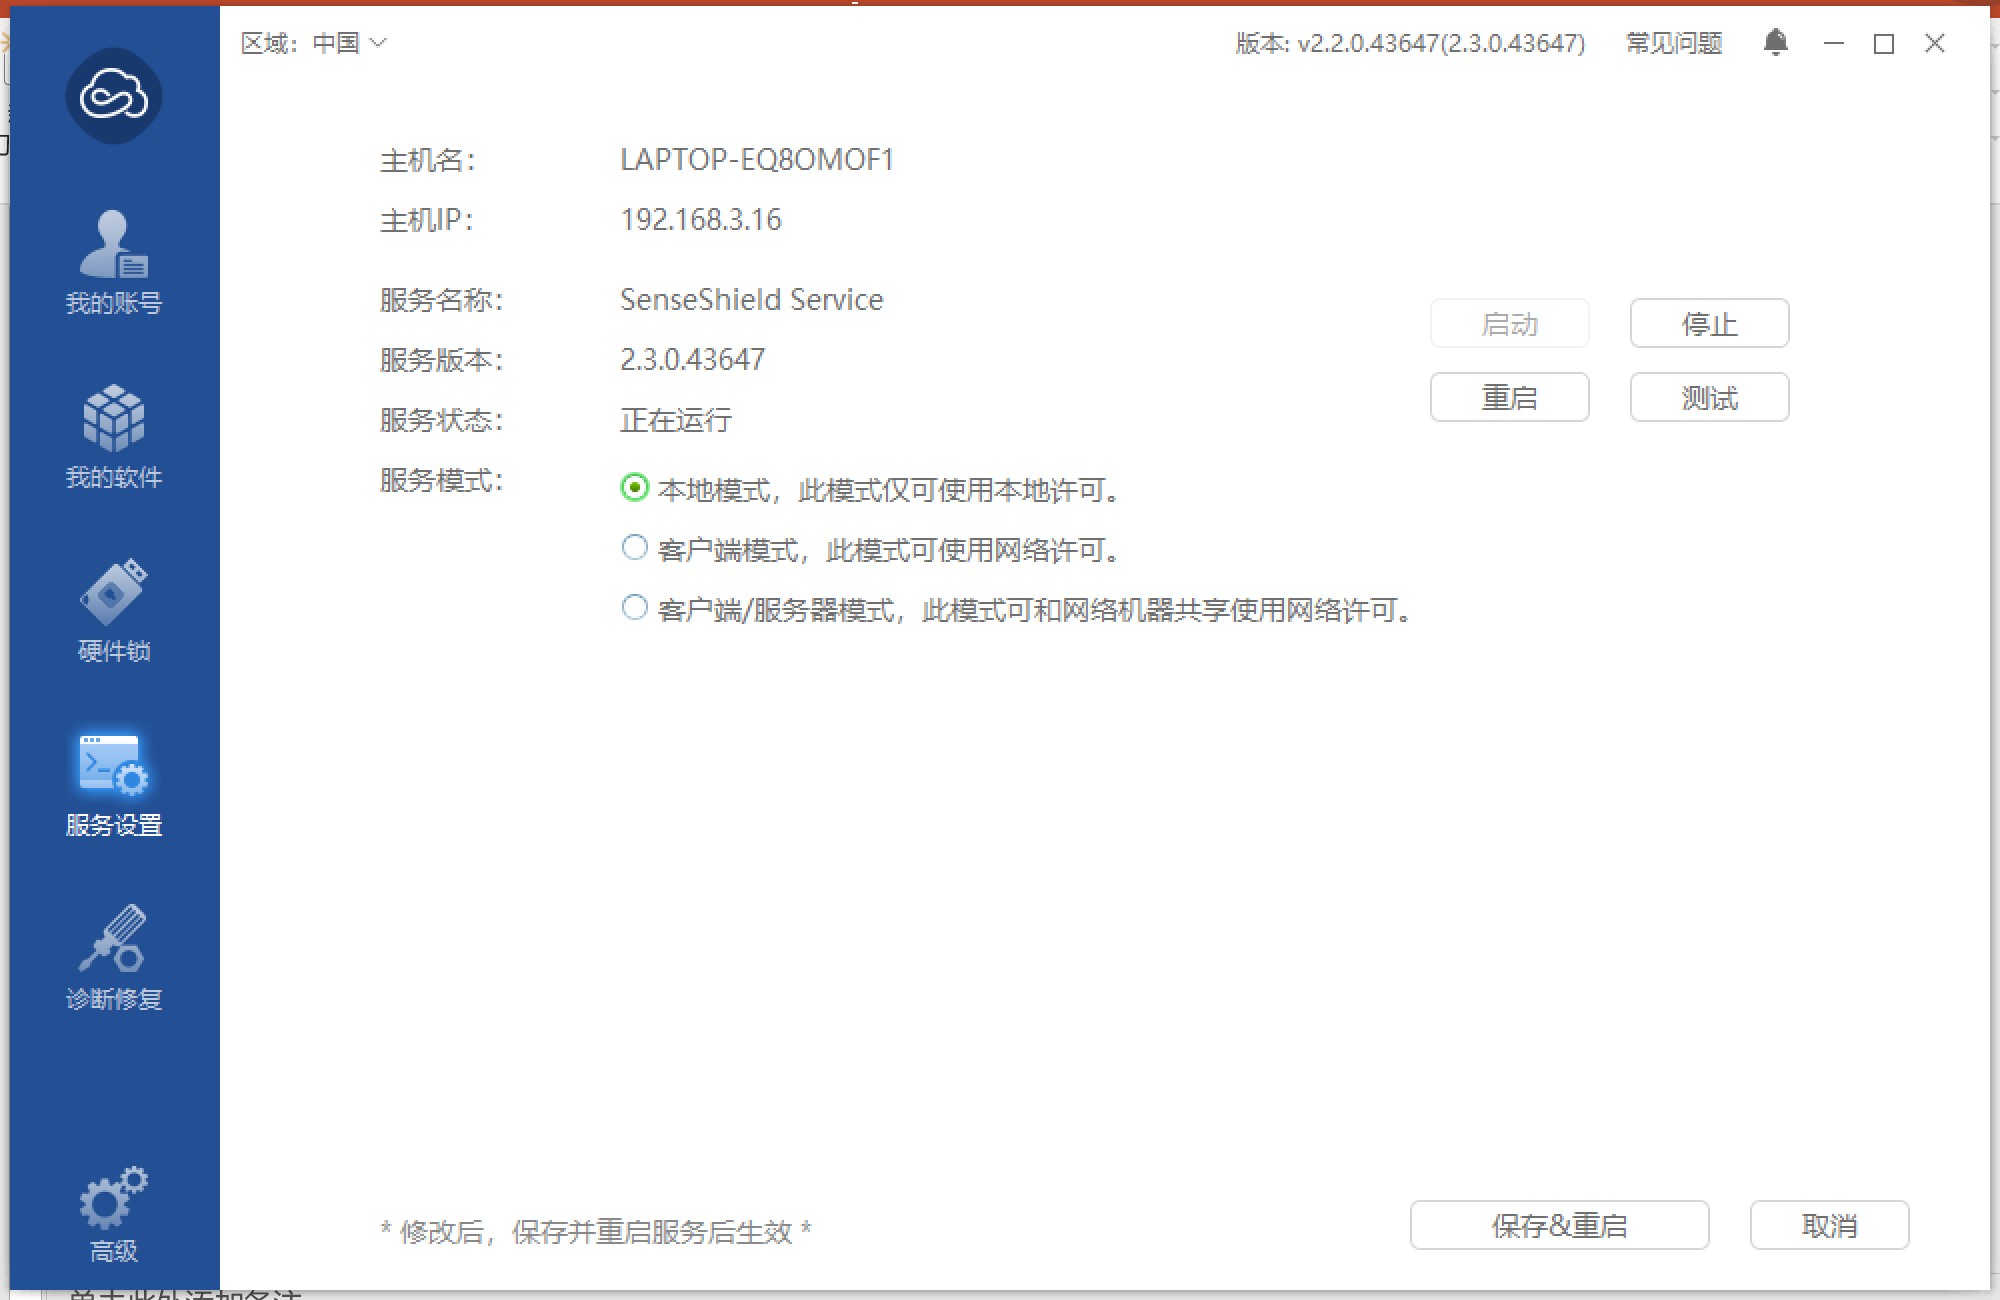 区域： 中国
版本: v2.2.0.43647(2.3.0.43647) 常见问题
主机名： LAPTOP-EQ8OMOF1
主机IP： 192.168.3.16
服务名称： SenseShield Service
服务版本： 2.3.0.43647
服务状态： 正在运行
服务模式：
本地模式，此模式仅可使用本地许可。
客户端模式，此模式可使用网络许可。
客户端/服务器模式，此模式可和网络机器共享使用网络许可。
启动 停止
重启 测试
我的账号
我的软件
硬件锁
服务设置
诊断修复
高级
* 修改后，保存并重启服务后生效 *
保存&重启 取消
单击此处添加备注